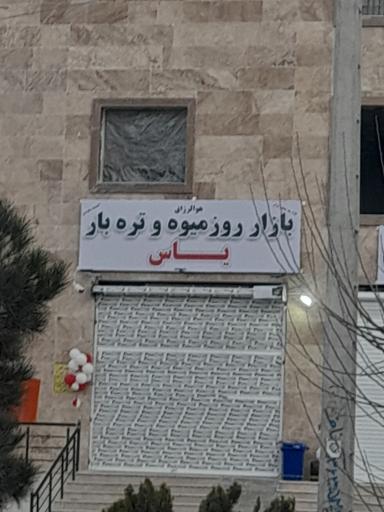 هوالرزاق
بازار روز میوه و تره بار
یاس